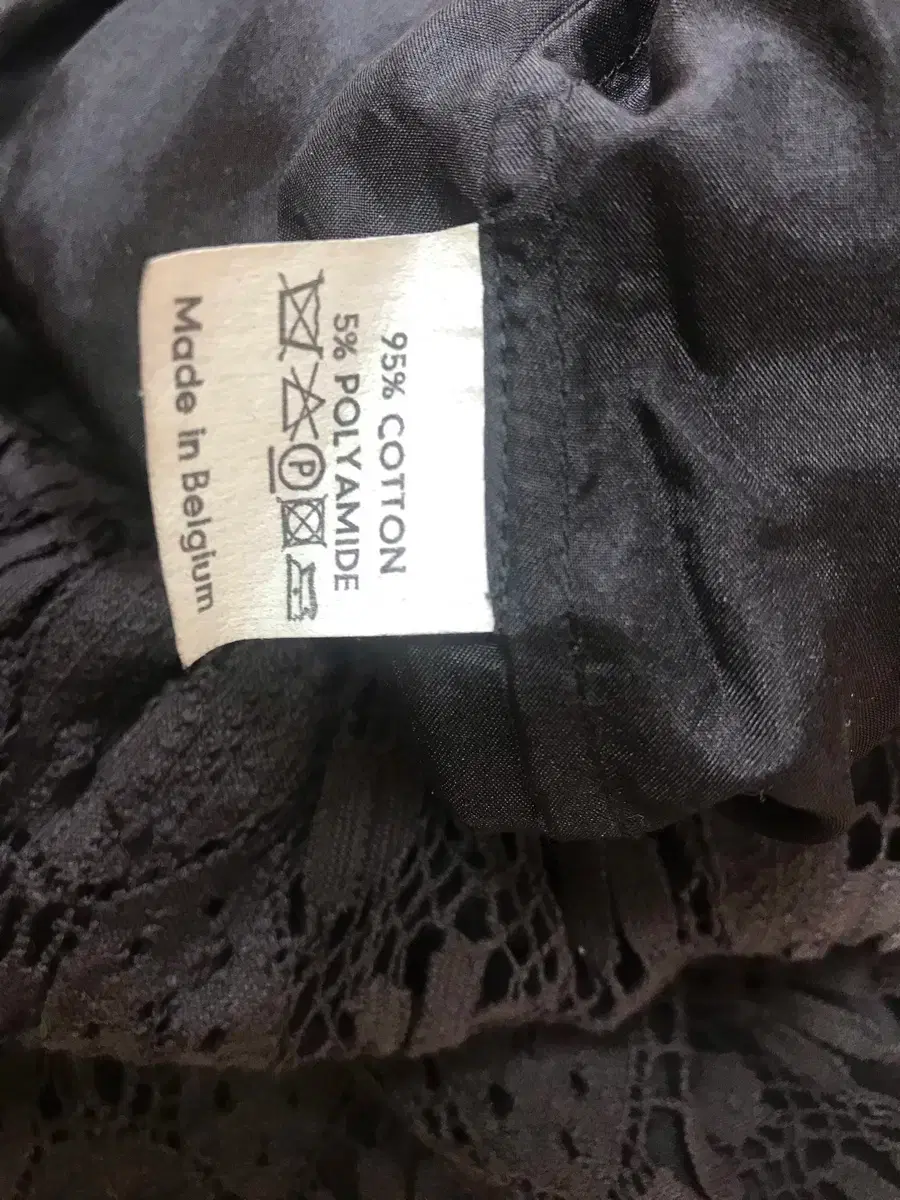 95% COTTON
5% POLYAMIDE
P
Made in Belgium